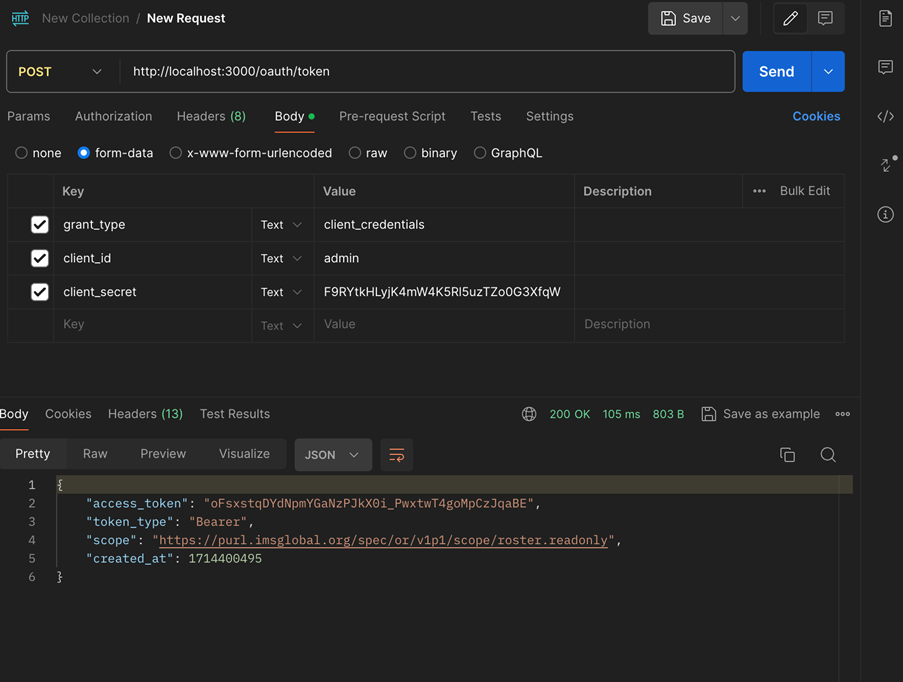 HTTP New Collection / New Request Save
POST http://localhost:3000/oauth/token Send
Params Authorization Headers (8) Body Pre-request Script Tests Settings Cookies
none form-data x-www-form-urlencoded raw binary GraphQL
Key Value Description ••• Bulk Edit
grant_type Text client_credentials
client_id Text admin
client_secret Text F9RYtkHLyjK4mW4K5Rl5uzTZo0G3XfqW
Key Text Value Description
Body Cookies Headers (13) Test Results 200 OK 105 ms 803 B Save as example
Pretty Raw Preview Visualize JSON
1 {
2 "access_token": "oFsxstqDYdNpmYGaNzPJkX0i_PwxtwT4goMpCzJqaBE",
3 "token_type": "Bearer",
4 "scope": "https://purl.imsglobal.org/spec/or/v1p1/scope/roster.readonly",
5 "created_at": 1714400495
6 }